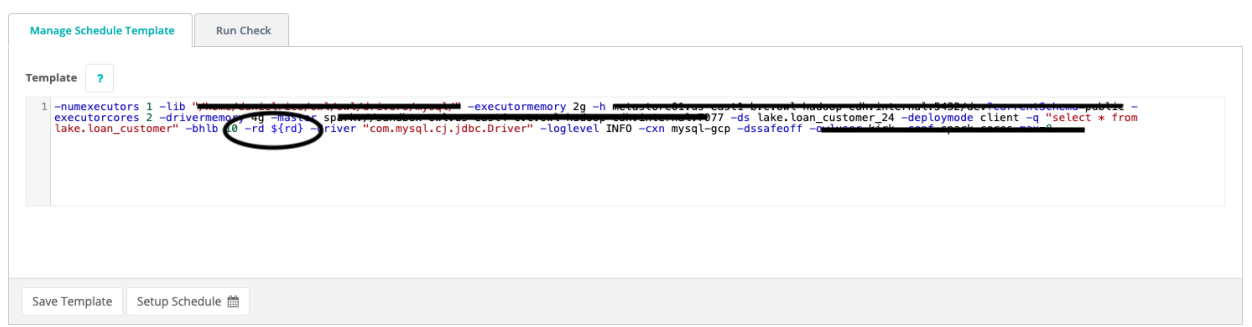 Manage Schedule Template
Run Check
Template ?
1 -numexecutors 1 -lib -executormemory 2g -h -
executorcores 2 -drivermemory 4g -master 7077 -ds lake.loan_customer_24 -deploymode client -q "select * from
lake.loan_customer" -bhlb 10 -rd ${rd} -driver "com.mysql.cj.jdbc.Driver" -loglevel INFO -cxn mysql-gcp -dssafeoff
Save Template
Setup Schedule